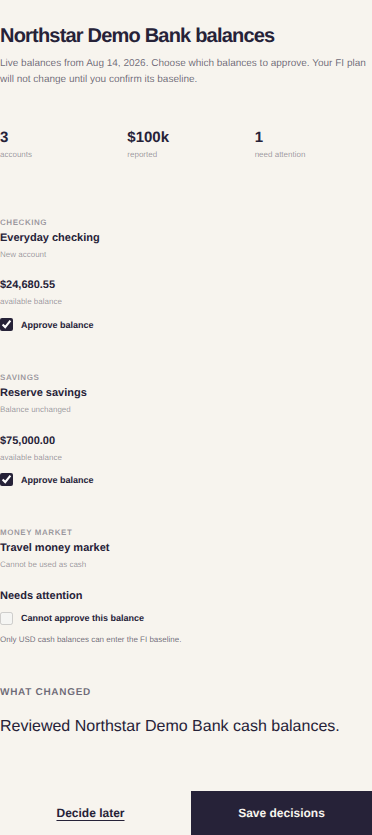 Northstar Demo Bank balances
Live balances from Aug 14, 2026. Choose which balances to approve. Your FI plan
will not change until you confirm its baseline.
3
accounts
$100k
reported
1
need attention
CHECKING
Everyday checking
New account
$24,680.55
available balance
Approve balance
SAVINGS
Reserve savings
Balance unchanged
$75,000.00
available balance
Approve balance
MONEY MARKET
Travel money market
Cannot be used as cash
Needs attention
Cannot approve this balance
Only USD cash balances can enter the FI baseline.
WHAT CHANGED
Reviewed Northstar Demo Bank cash balances.
Decide later
Save decisions